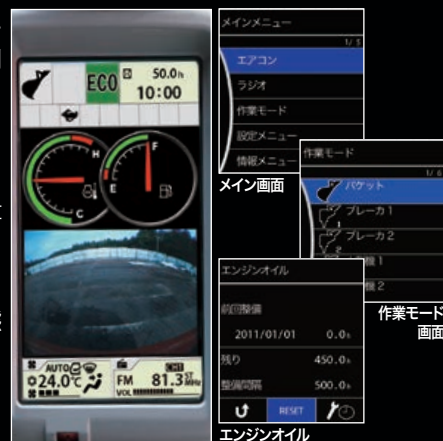 ECO
50.0h
10:00
H
C
F
E
AUTO
24.0℃
FM
CH1
81.3 ST MHz
VOL
メインメニュー
1/ 5
エアコン
ラジオ
作業モード
設定メニュー
情報メニュー
メイン画面
作業モード
1/ 6
バケット
ブレーカ 1
1
ブレーカ 2
2
機 1
機 2
作業モード
画面
エンジンオイル
前回整備
2011/01/01 0.0h
残り 450.0h
整備間隔 500.0h
RESET
エンジンオイル